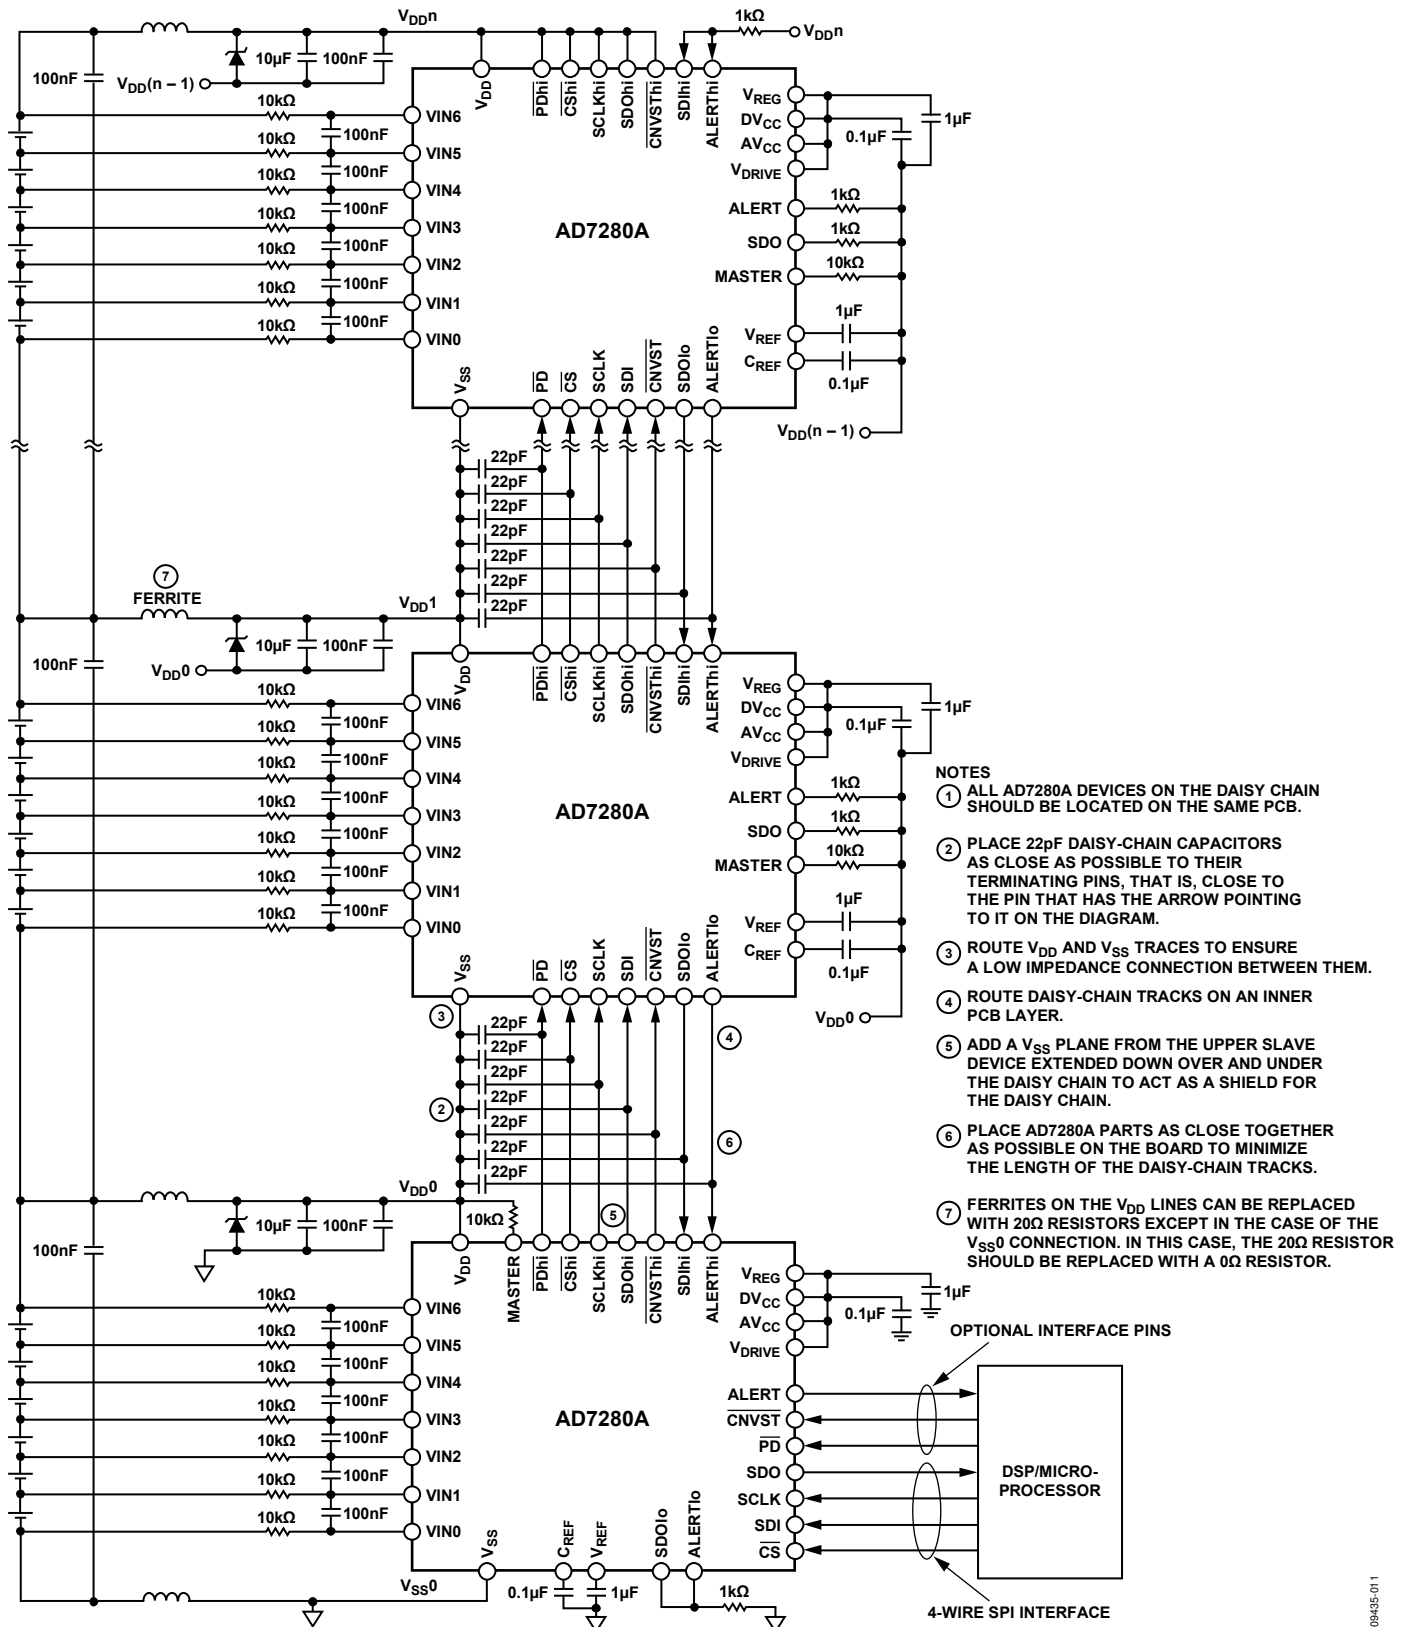 VDDn
1kΩ
VDDn
100nF
10µF
100nF
VDD(n – 1)
VDD
PDhi
CShi
SCLKhi
SDOhi
CNVSThi
SDIhi
ALERThi
10kΩ
VIN6
100nF
10kΩ
VIN5
100nF
10kΩ
VIN4
100nF
10kΩ
VIN3
100nF
10kΩ
VIN2
100nF
10kΩ
VIN1
100nF
10kΩ
VIN0
AD7280A
VREG
DVCC
AVCC
VDRIVE
0.1µF
1µF
ALERT
1kΩ
SDO
1kΩ
MASTER
10kΩ
VREF
1µF
CREF
0.1µF
VDD(n – 1)
VSS
PD
CS
SCLK
SDI
CNVST
SDOlo
ALERTlo
22pF
22pF
22pF
22pF
22pF
22pF
22pF
7
FERRITE
VDD1
100nF
10µF
100nF
VDD0
VDD
PDhi
CShi
SCLKhi
SDOhi
CNVSThi
SDIhi
ALERThi
10kΩ
VIN6
100nF
10kΩ
VIN5
100nF
10kΩ
VIN4
100nF
10kΩ
VIN3
100nF
10kΩ
VIN2
100nF
10kΩ
VIN1
100nF
10kΩ
VIN0
AD7280A
VREG
DVCC
AVCC
VDRIVE
0.1µF
1µF
ALERT
1kΩ
SDO
1kΩ
MASTER
10kΩ
VREF
1µF
CREF
0.1µF
VDD0
VSS
PD
CS
SCLK
SDI
CNVST
SDOlo
ALERTlo
3
4
22pF
22pF
22pF
22pF
22pF
22pF
22pF
2
6
5
NOTES
1 ALL AD7280A DEVICES ON THE DAISY CHAIN
SHOULD BE LOCATED ON THE SAME PCB.
2 PLACE 22pF DAISY-CHAIN CAPACITORS
AS CLOSE AS POSSIBLE TO THEIR
TERMINATING PINS, THAT IS, CLOSE TO
THE PIN THAT HAS THE ARROW POINTING
TO IT ON THE DIAGRAM.
3 ROUTE VDD AND VSS TRACES TO ENSURE
A LOW IMPEDANCE CONNECTION BETWEEN THEM.
4 ROUTE DAISY-CHAIN TRACKS ON AN INNER
PCB LAYER.
5 ADD A VSS PLANE FROM THE UPPER SLAVE
DEVICE EXTENDED DOWN OVER AND UNDER
THE DAISY CHAIN TO ACT AS A SHIELD FOR
THE DAISY CHAIN.
6 PLACE AD7280A PARTS AS CLOSE TOGETHER
AS POSSIBLE ON THE BOARD TO MINIMIZE
THE LENGTH OF THE DAISY-CHAIN TRACKS.
7 FERRITES ON THE VDD LINES CAN BE REPLACED
WITH 20Ω RESISTORS EXCEPT IN THE CASE OF THE
VSS0 CONNECTION. IN THIS CASE, THE 20Ω RESISTOR
SHOULD BE REPLACED WITH A 0Ω RESISTOR.
VDD0
100nF
10µF
100nF
10kΩ
VDD
MASTER
PDhi
CShi
SCLKhi
SDOhi
CNVSThi
SDIhi
ALERThi
10kΩ
VIN6
100nF
10kΩ
VIN5
100nF
10kΩ
VIN4
100nF
10kΩ
VIN3
100nF
10kΩ
VIN2
100nF
10kΩ
VIN1
100nF
10kΩ
VIN0
AD7280A
VREG
DVCC
AVCC
VDRIVE
0.1µF
1µF
OPTIONAL INTERFACE PINS
ALERT
CNVST
PD
SDO
SCLK
SDI
CS
DSP/MICRO-
PROCESSOR
4-WIRE SPI INTERFACE
VSS
CREF
VREF
SDOlo
ALERTlo
VSS0
0.1µF
1µF
1kΩ
09435-011